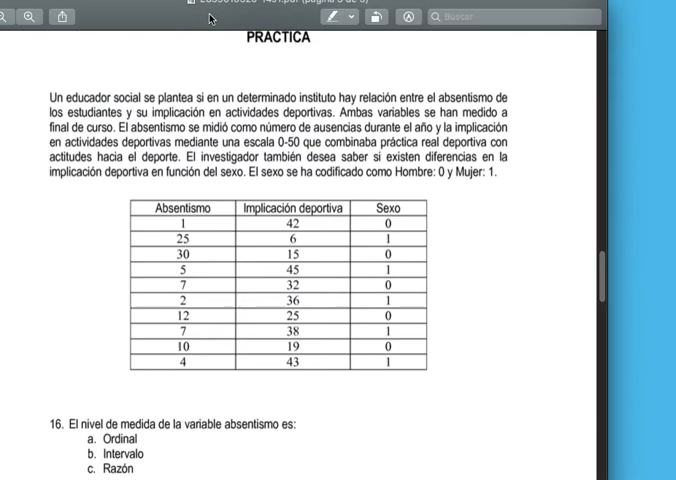 Buscar
PRÁCTICA
Un educador social se plantea si en un determinado instituto hay relación entre el absentismo de
los estudiantes y su implicación en actividades deportivas. Ambas variables se han medido a
final de curso. El absentismo se midió como número de ausencias durante el año y la implicación
en actividades deportivas mediante una escala 0-50 que combinaba práctica real deportiva con
actitudes hacia el deporte. El investigador también desea saber si existen diferencias en la
implicación deportiva en función del sexo. El sexo se ha codificado como Hombre: 0 y Mujer: 1.
Absentismo Implicación deportiva Sexo
1 42 0
25 6 1
30 15 0
5 45 1
7 32 0
2 36 1
12 25 0
7 38 1
10 19 0
4 43 1
16. El nivel de medida de la variable absentismo es:
a. Ordinal
b. Intervalo
c. Razón